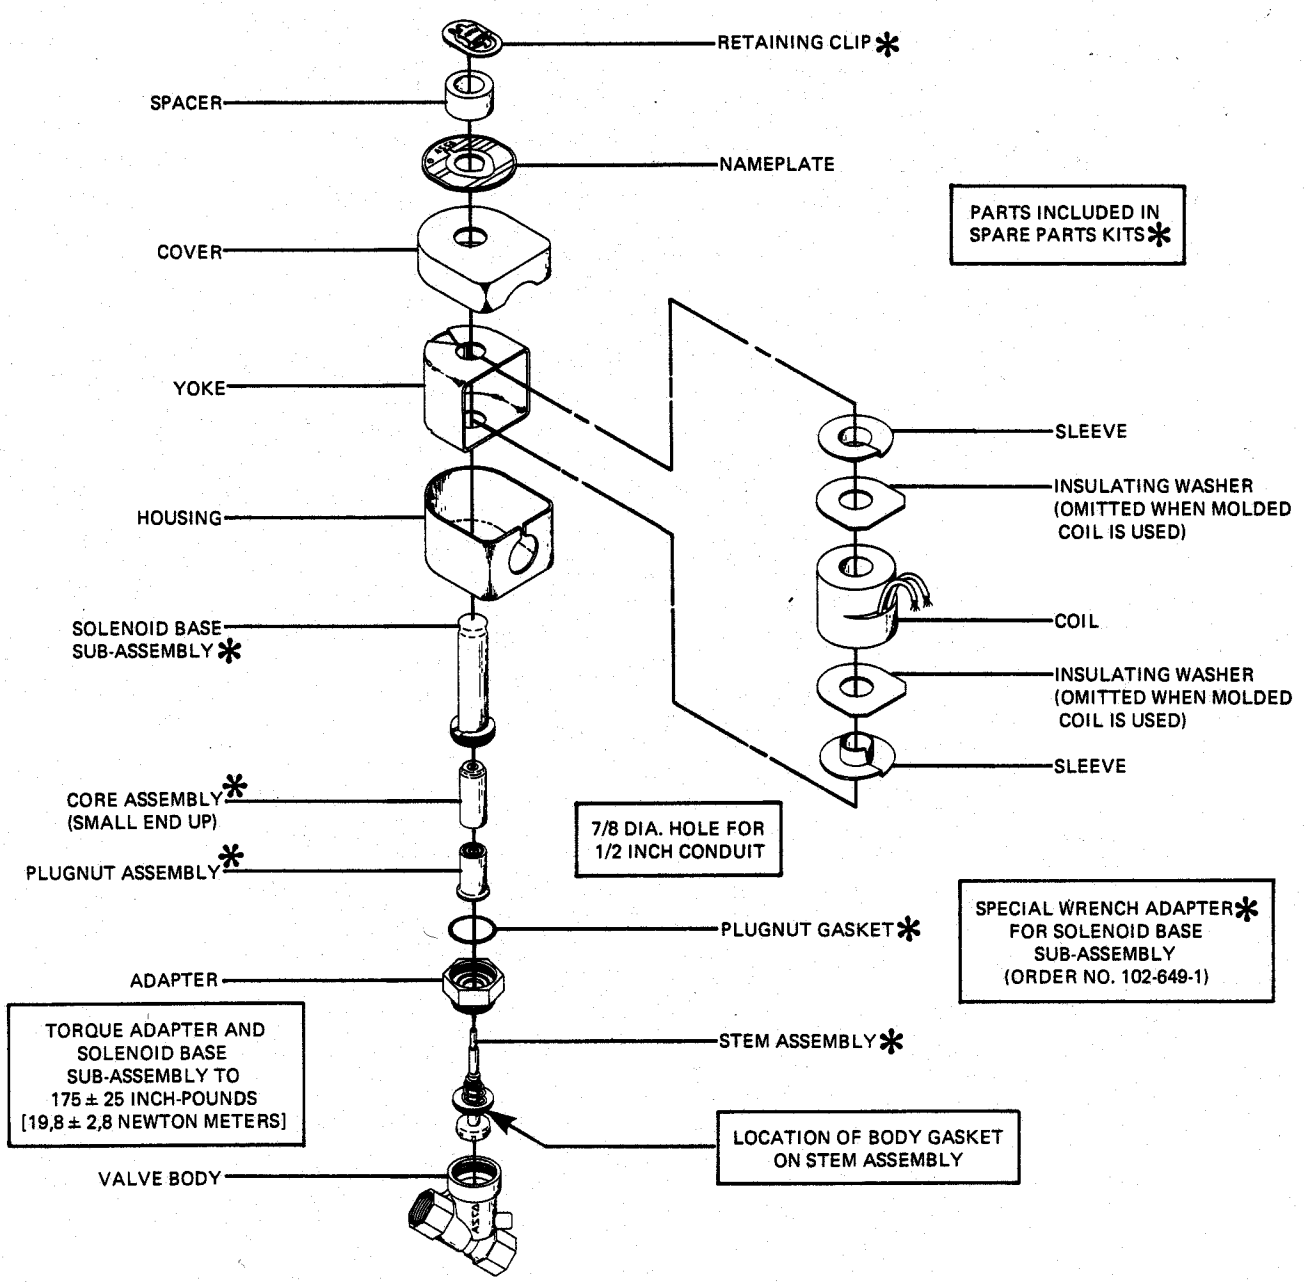 RETAINING CLIP*
SPACER
NAMEPLATE
PARTS INCLUDED IN
SPARE PARTS KITS*
COVER
YOKE
SLEEVE
INSULATING WASHER
(OMITTED WHEN MOLDED
COIL IS USED)
HOUSING
COIL
SOLENOID BASE
SUB-ASSEMBLY*
INSULATING WASHER
(OMITTED WHEN MOLDED
COIL IS USED)
SLEEVE
CORE ASSEMBLY*
(SMALL END UP)
7/8 DIA. HOLE FOR
1/2 INCH CONDUIT
PLUGNUT ASSEMBLY*
SPECIAL WRENCH ADAPTER*
FOR SOLENOID BASE
SUB-ASSEMBLY
(ORDER NO. 102-649-1)
PLUGNUT GASKET*
ADAPTER
TORQUE ADAPTER AND
SOLENOID BASE
SUB-ASSEMBLY TO
175 ± 25 INCH-POUNDS
[19,8 ± 2,8 NEWTON METERS]
STEM ASSEMBLY*
LOCATION OF BODY GASKET
ON STEM ASSEMBLY
VALVE BODY
ASCO